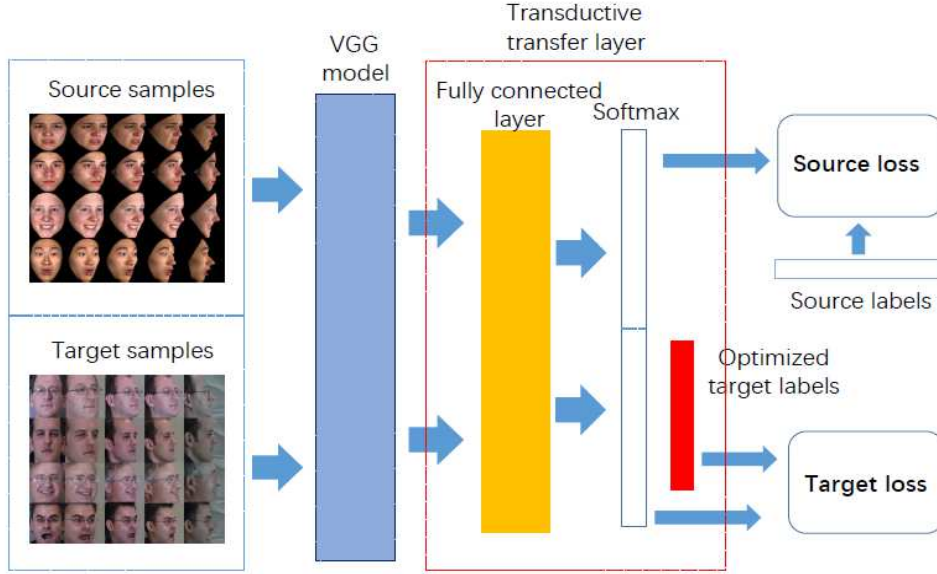 Transductive
transfer layer
VGG
model
Source samples
Fully connected
layer
Softmax
Source loss
Source labels
Target samples
Optimized
target labels
Target loss